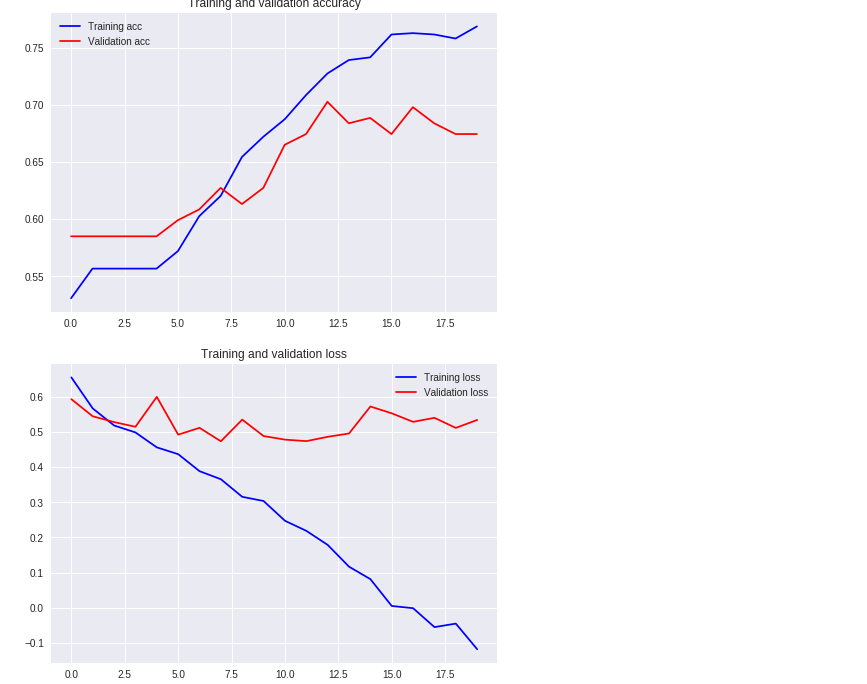 Training and validation accuracy
Training acc
Validation acc
0.75
0.70
0.65
0.60
0.55
0.0 2.5 5.0 7.5 10.0 12.5 15.0 17.5
Training and validation loss
Training loss
Validation loss
0.6
0.5
0.4
0.3
0.2
0.1
0.0
−0.1
0.0 2.5 5.0 7.5 10.0 12.5 15.0 17.5